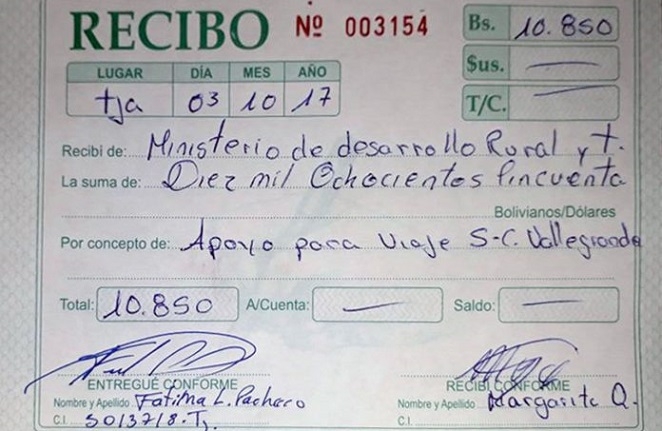 RECIBO Nº 003154 Bs. 10.850
$us. —
T/C. —
LUGAR DÍA MES AÑO
tja 03 10 17
Recibí de: Ministerio de desarrollo Rural y t.
La suma de: Diez mil Ochocientos Cincuenta
Bolivianos/Dólares
Por concepto de: Apoyo para Viaje S-C. Vallegrande
Total: 10.850 A/Cuenta: — Saldo: —
ENTREGUÉ CONFORME RECIBÍ CONFORME
Nombre y Apellido Fatima L. Pacheco Nombre y Apellido Margarita Q.
C.I. 5013718.Tj C.I.